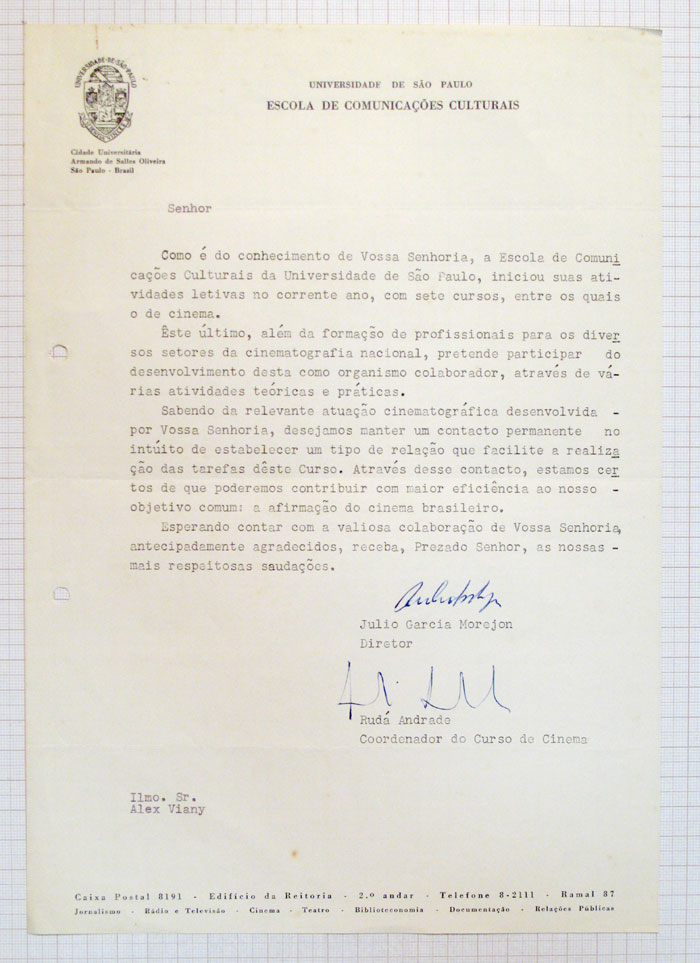 UNIVERSIDADE DE SÃO PAULO
UNIVERSIDADE DE SÃO PAULO
ESCOLA DE COMUNICAÇÕES CULTURAIS
Cidade Universitária
Armando de Salles Oliveira
São Paulo - Brasil
Senhor
Como é do conhecimento de Vossa Senhoria, a Escola de Comuni
cações Culturais da Universidade de São Paulo, iniciou suas ati-
vidades letivas no corrente ano, com sete cursos, entre os quais
o de cinema.
Êste último, além da formação de profissionais para os diver
sos setores da cinematografia nacional, pretende participar do
desenvolvimento desta como organismo colaborador, através de vá-
rias atividades teóricas e práticas.
Sabendo da relevante atuação cinematográfica desenvolvida -
por Vossa Senhoria, desejamos manter um contacto permanente no
intúito de estabelecer um tipo de relação que facilite a realiza
ção das tarefas dêste Curso. Através desse contacto, estamos cer
tos de que poderemos contribuir com maior eficiência ao nosso -
objetivo comum: a afirmação do cinema brasileiro.
Esperando contar com a valiosa colaboração de Vossa Senhoria,
antecipadamente agradecidos, receba, Prezado Senhor, as nossas -
mais respeitosas saudações.
Julio Garcia Morejon
Diretor
Rudá Andrade
Coordenador do Curso de Cinema
Ilmo. Sr.
Alex Viany
Caixa Postal 8191 - Edifício da Reitoria - 2.º andar - Telefone 8-2111 - Ramal 87
Jornalismo - Rádio e Televisão - Cinema - Teatro - Biblioteconomia - Documentação - Relações Públicas